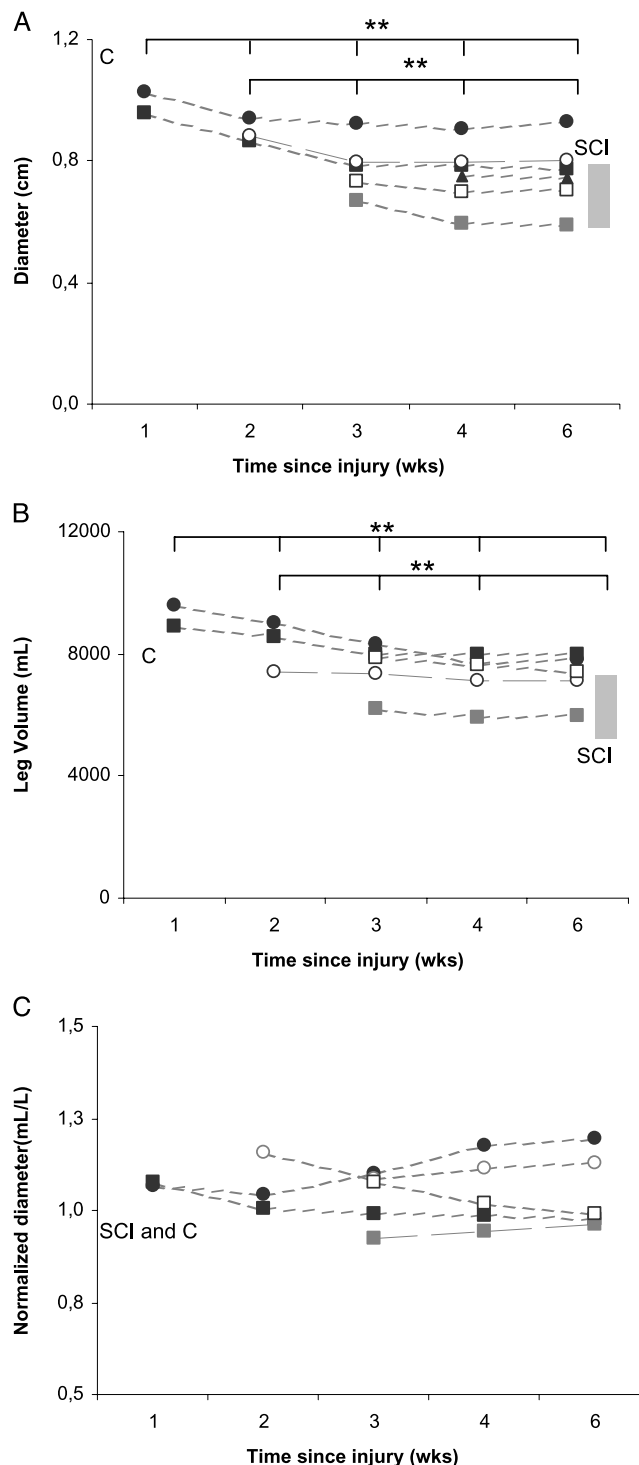 A
1,2
C
**
**
0,8
SCI
Diameter (cm)
0,4
0,0
1 2 3 4 6
Time since injury (wks)
B
12000
**
**
8000
C
Leg Volume (mL)
4000
SCI
0
1 2 3 4 6
Time since injury (wks)
C
1,5
1,3
Normalized diameter(mL/L)
1,0
SCI and C
0,8
0,5
1 2 3 4 6
Time since injury (wks)